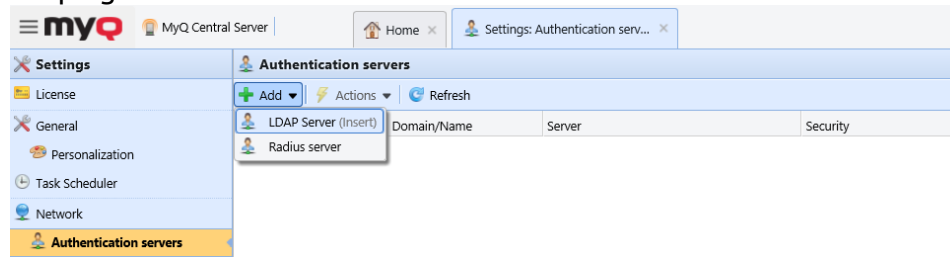 myQ MyQ Central Server Home × Settings: Authentication serv... ×
Settings
Authentication servers
License
Add Actions Refresh
LDAP Server (Insert)
Radius server
Domain/Name Server Security
General
Personalization
Task Scheduler
Network
Authentication servers